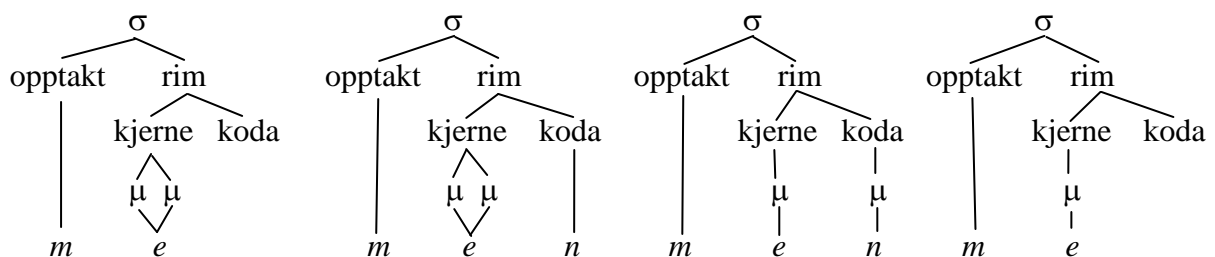 σ σ σ σ
opptakt rim opptakt rim opptakt rim opptakt rim
kjerne koda kjerne koda kjerne koda kjerne koda
μ μ μ μ μ μ μ
m e m e n m e n m e